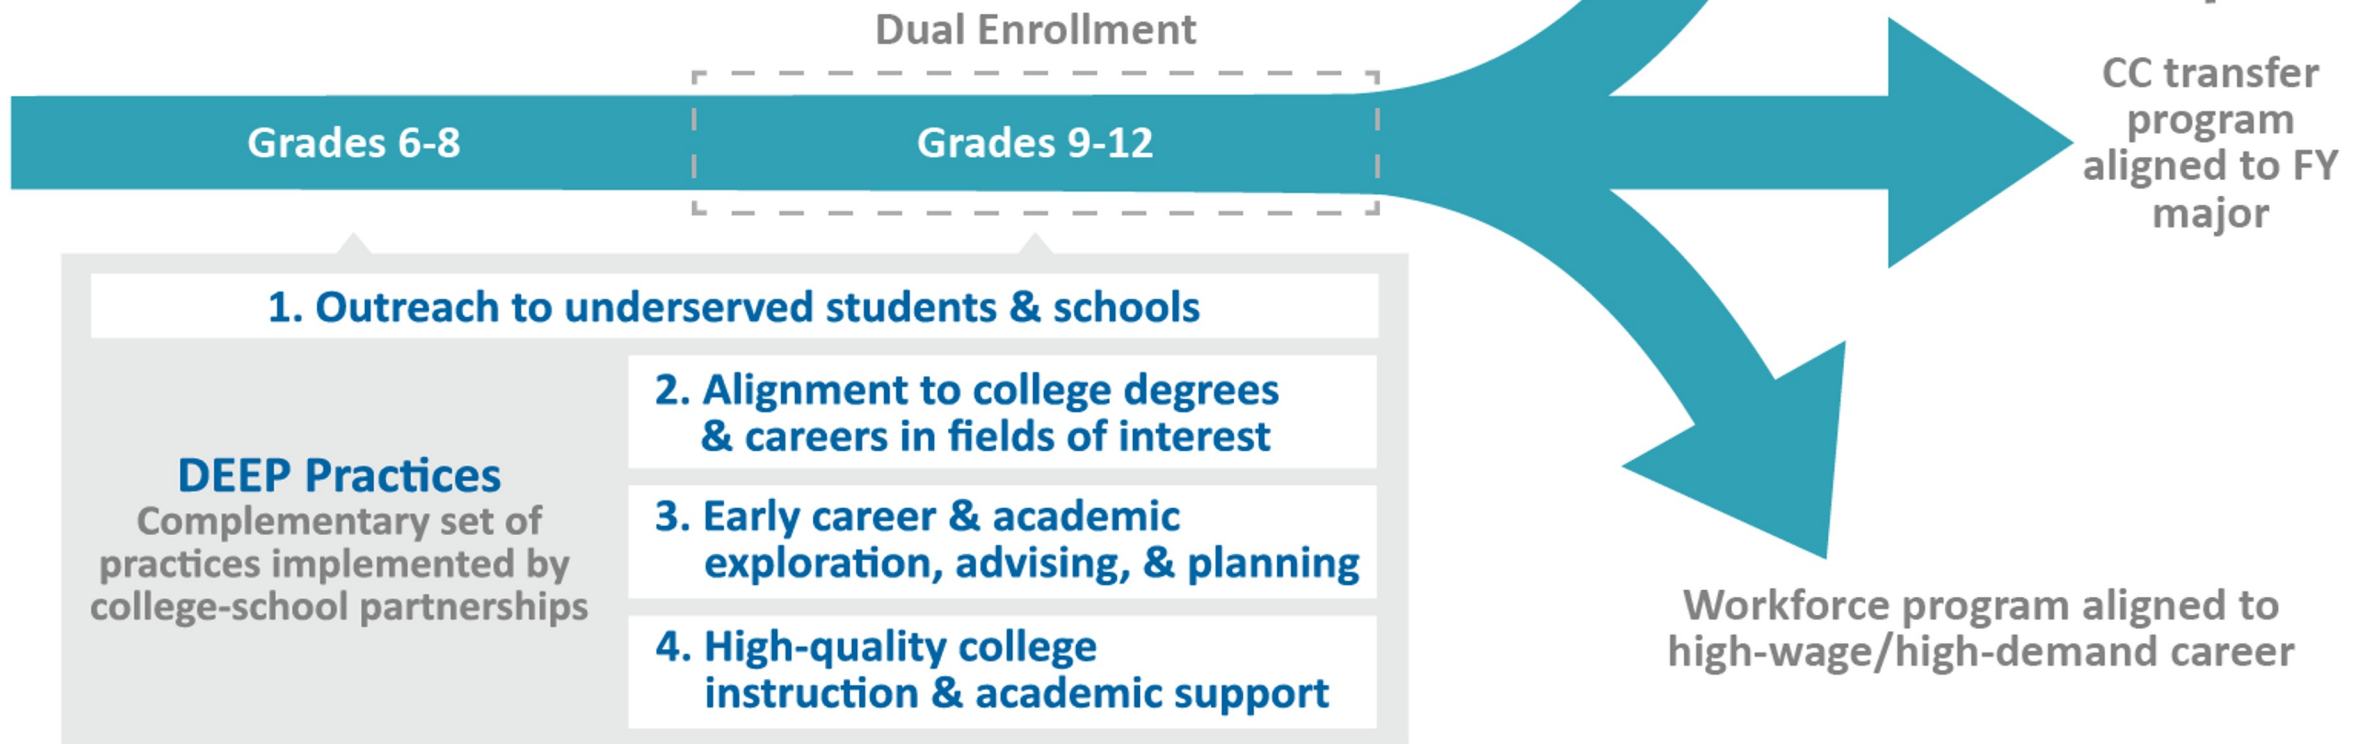 Dual Enrollment
Grades 6-8
Grades 9-12
CC transfer
program
aligned to FY
major
1. Outreach to underserved students & schools
2. Alignment to college degrees
& careers in fields of interest
DEEP Practices
Complementary set of
practices implemented by
college-school partnerships
3. Early career & academic
exploration, advising, & planning
4. High-quality college
instruction & academic support
Workforce program aligned to
high-wage/high-demand career